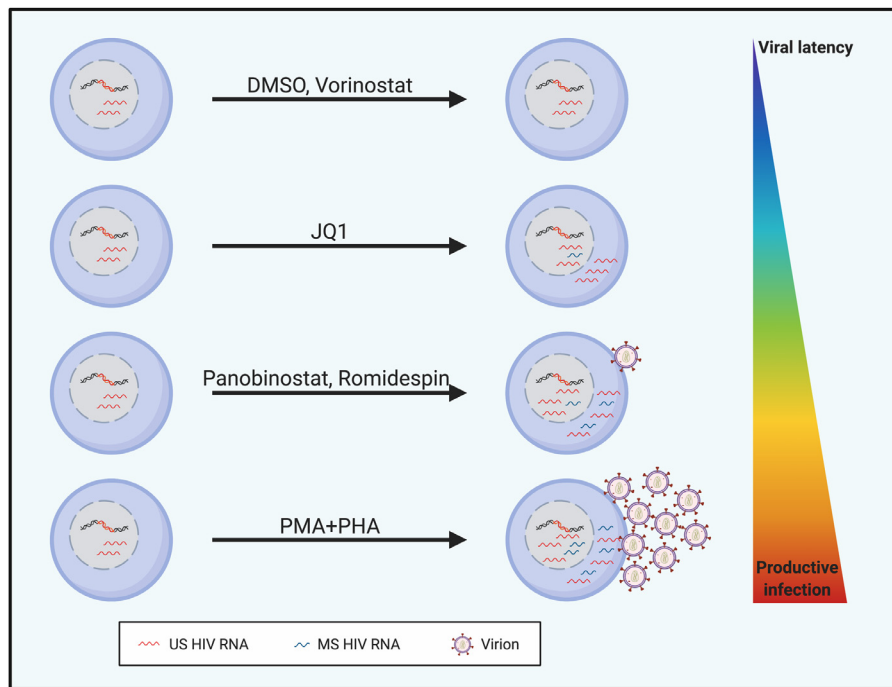 Viral latency
DMSO, Vorinostat
JQ1
Panobinostat, Romidespin
PMA+PHA
Productive
infection
US HIV RNA
MS HIV RNA
Virion